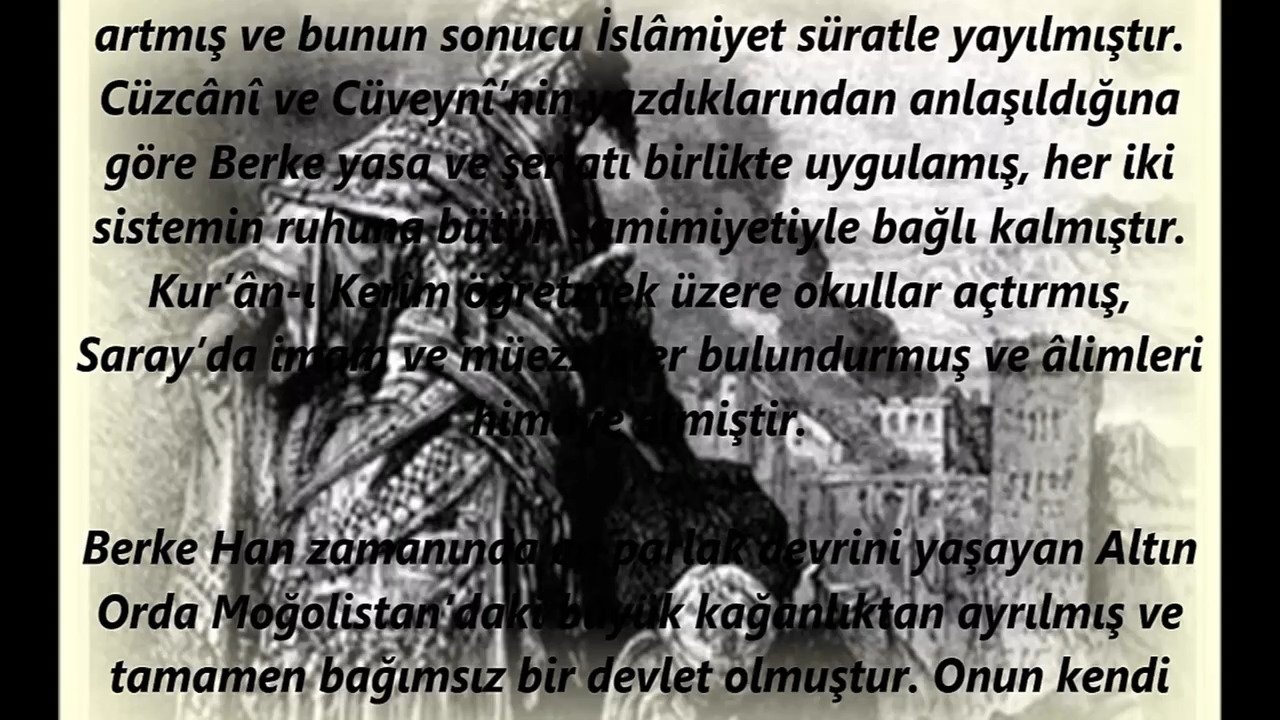 artmış ve bunun sonucu İslâmiyet süratle yayılmıştır.
Cüzcânî ve Cüveynî’nin yazdıklarından anlaşıldığına
göre Berke yasa ve şeriatı birlikte uygulamış, her iki
sistemin ruhuna bütün samimiyetiyle bağlı kalmıştır.
Kur’ân-ı Kerîm öğretmek üzere okullar açtırmış,
Saray’da imam ve müezzinler bulundurmuş ve âlimleri
himaye etmiştir.
Berke Han zamanında en parlak devrini yaşayan Altın
Orda Moğolistan'daki büyük kağanlıktan ayrılmış ve
tamamen bağımsız bir devlet olmuştur. Onun kendi